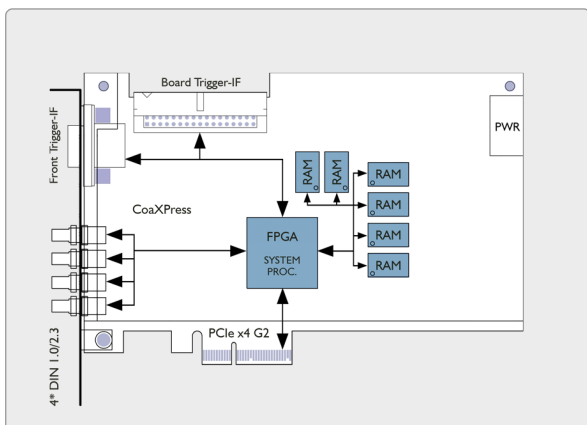 Board Trigger-IF
Front Trigger-IF
PWR
RAM
RAM
RAM
RAM
RAM
RAM
CoaXPress
FPGA
SYSTEM
PROC.
PCIe x4 G2
4* DIN 1.0/2.3